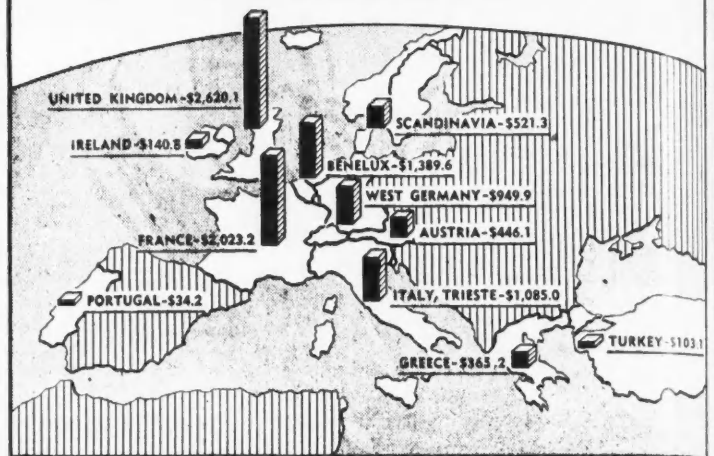 UNITED KINGDOM-$2,620.1
SCANDINAVIA-$521.3
IRELAND-$140.8
BENELUX-$1,389.6
WEST GERMANY-$949.9
AUSTRIA-$446.1
FRANCE-$2,023.2
PORTUGAL-$34.2
ITALY, TRIESTE-$1,085.0
TURKEY-$103.1
GREECE-$365.2